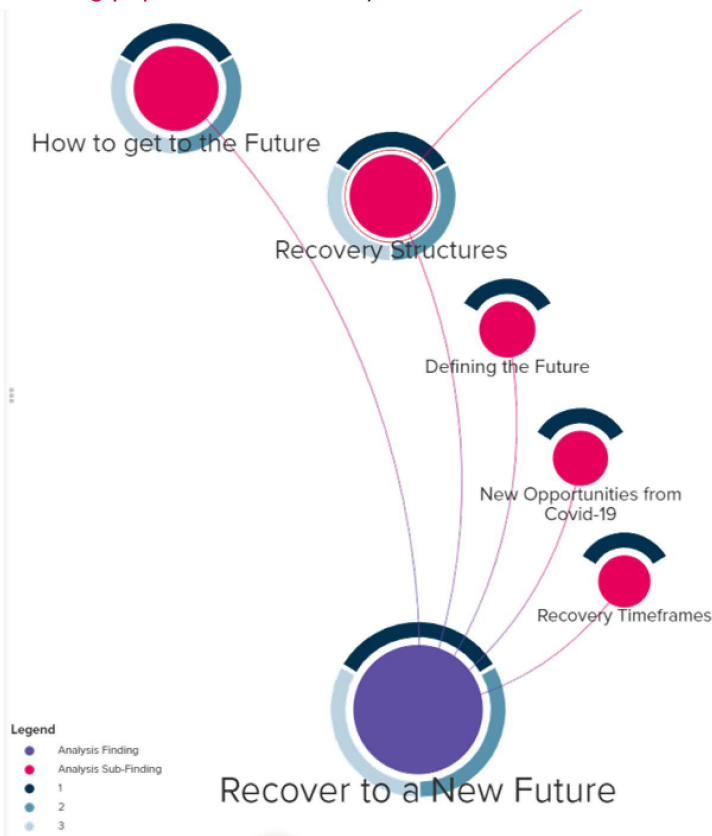 How to get to the Future
Recovery Structures
Defining the Future
New Opportunities from
Covid-19
Recovery Timeframes
Recover to a New Future
Legend
Analysis Finding
Analysis Sub-Finding
1
2
3